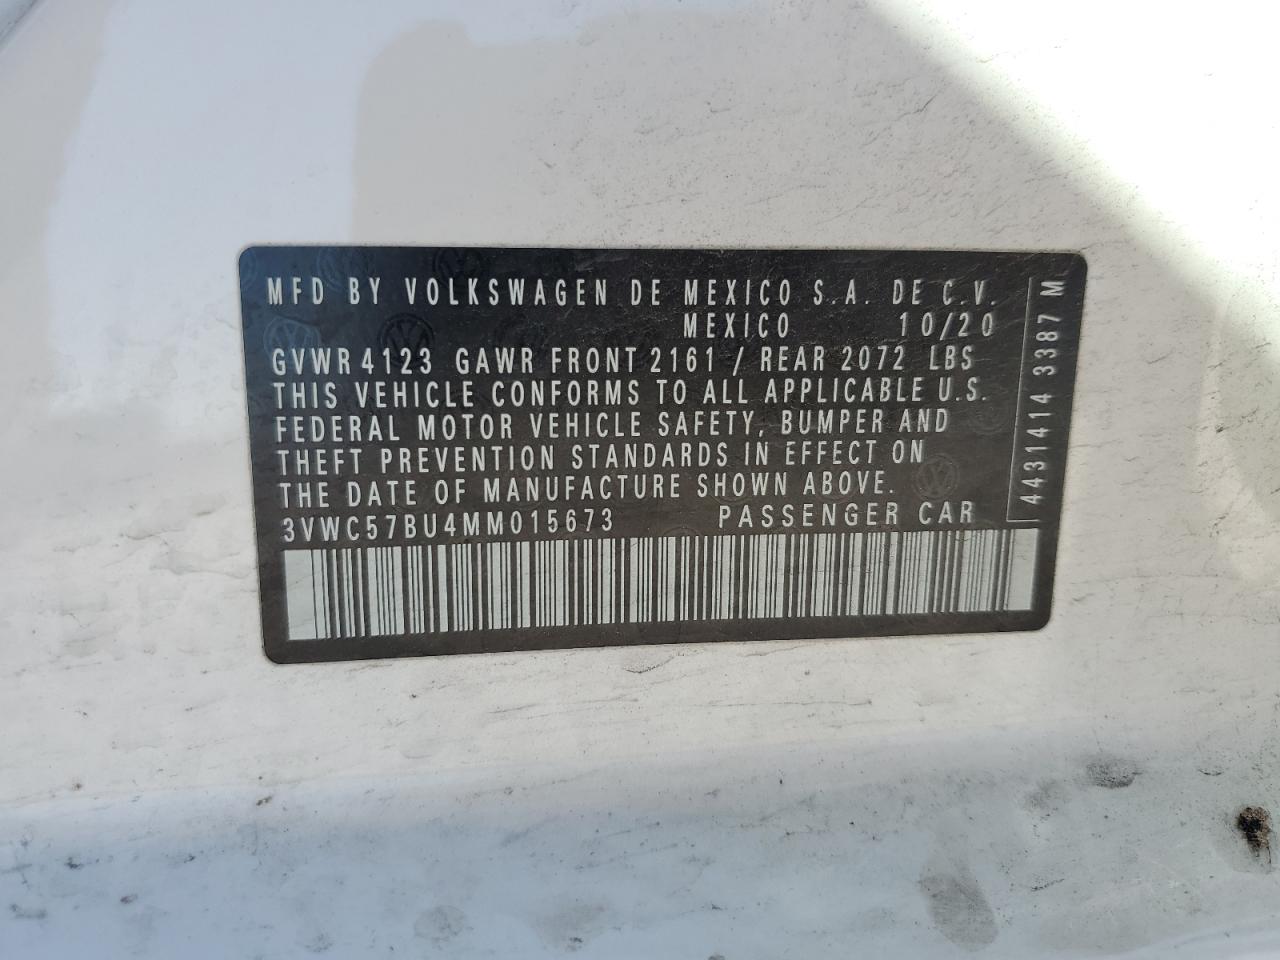 MFD BY VOLKSWAGEN DE MEXICO S.A. DE C.V.
MEXICO 10/20
GVWR 4123 GAWR FRONT 2161 / REAR 2072 LBS
THIS VEHICLE CONFORMS TO ALL APPLICABLE U.S.
FEDERAL MOTOR VEHICLE SAFETY, BUMPER AND
THEFT PREVENTION STANDARDS IN EFFECT ON
THE DATE OF MANUFACTURE SHOWN ABOVE.
3VWC57BU4MM015673 PASSENGER CAR
44314414 3387 M